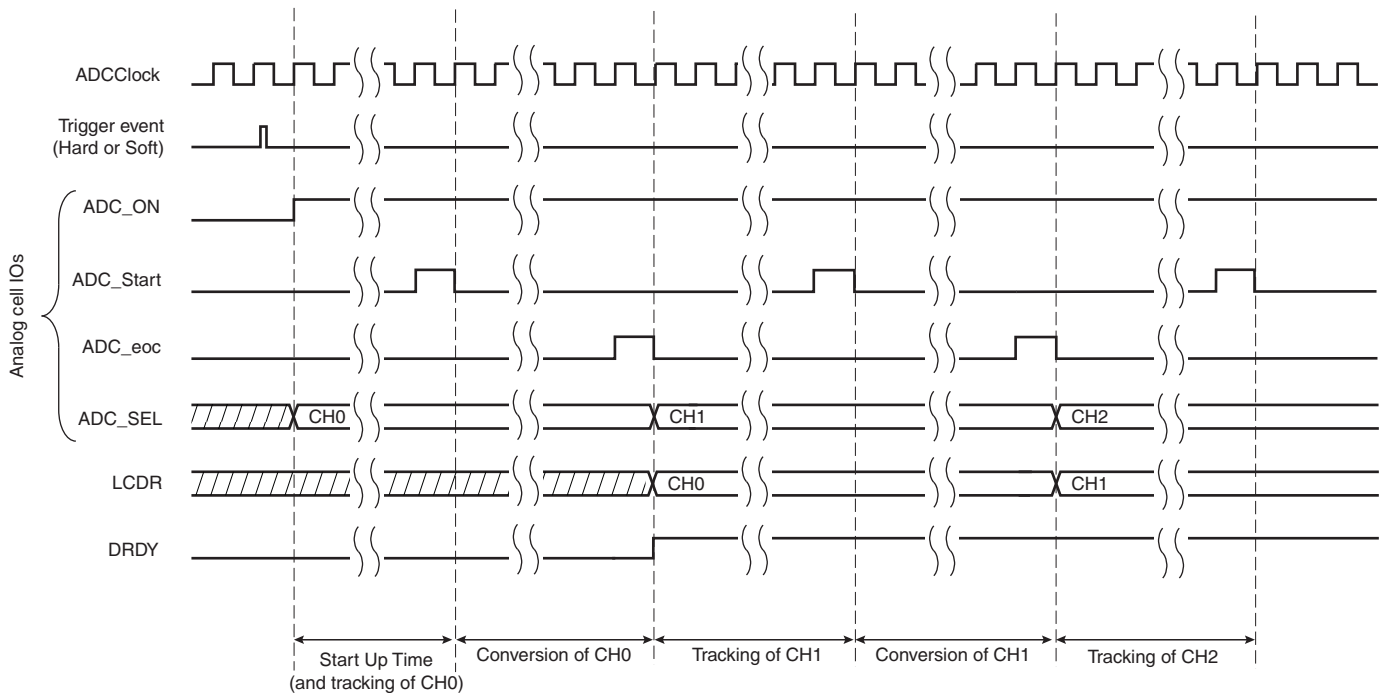 ADCClock
Trigger event
(Hard or Soft)
Analog cell IOs
ADC_ON
ADC_Start
ADC_eoc
ADC_SEL
CH0
CH1
CH2
LCDR
CH0
CH1
DRDY
Start Up Time
(and tracking of CH0)
Conversion of CH0
Tracking of CH1
Conversion of CH1
Tracking of CH2